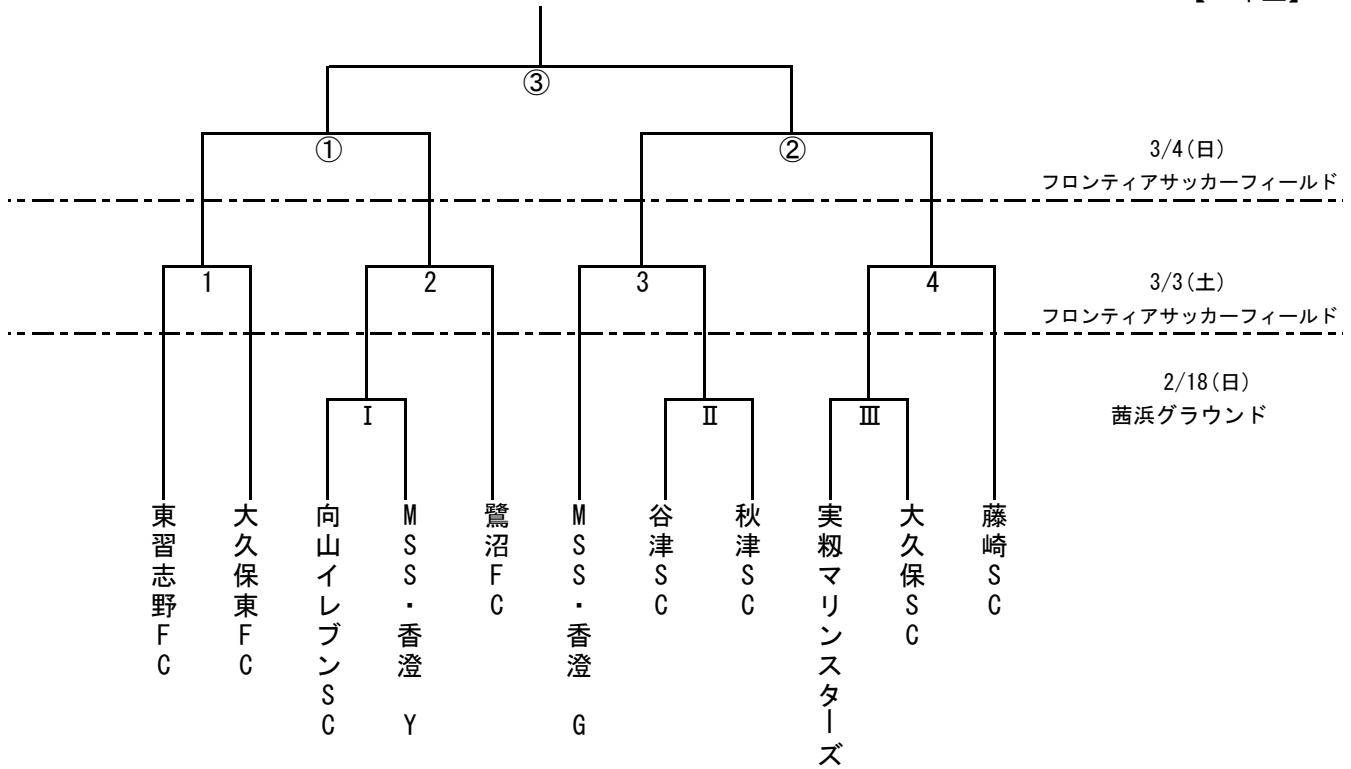 ③
①
②
3/4(日)
フロンティアサッカーフィールド
1
2
3
4
3/3(土)
フロンティアサッカーフィールド
2/18(日)
茜浜グラウンド
Ⅰ
Ⅱ
Ⅲ
東習志野FC
大久保東FC
向山イレブンSC
MSS・香澄 Y
鷺沼FC
MSS・香澄 G
谷津SC
秋津SC
実籾マリンスターズ
大久保SC
藤崎SC